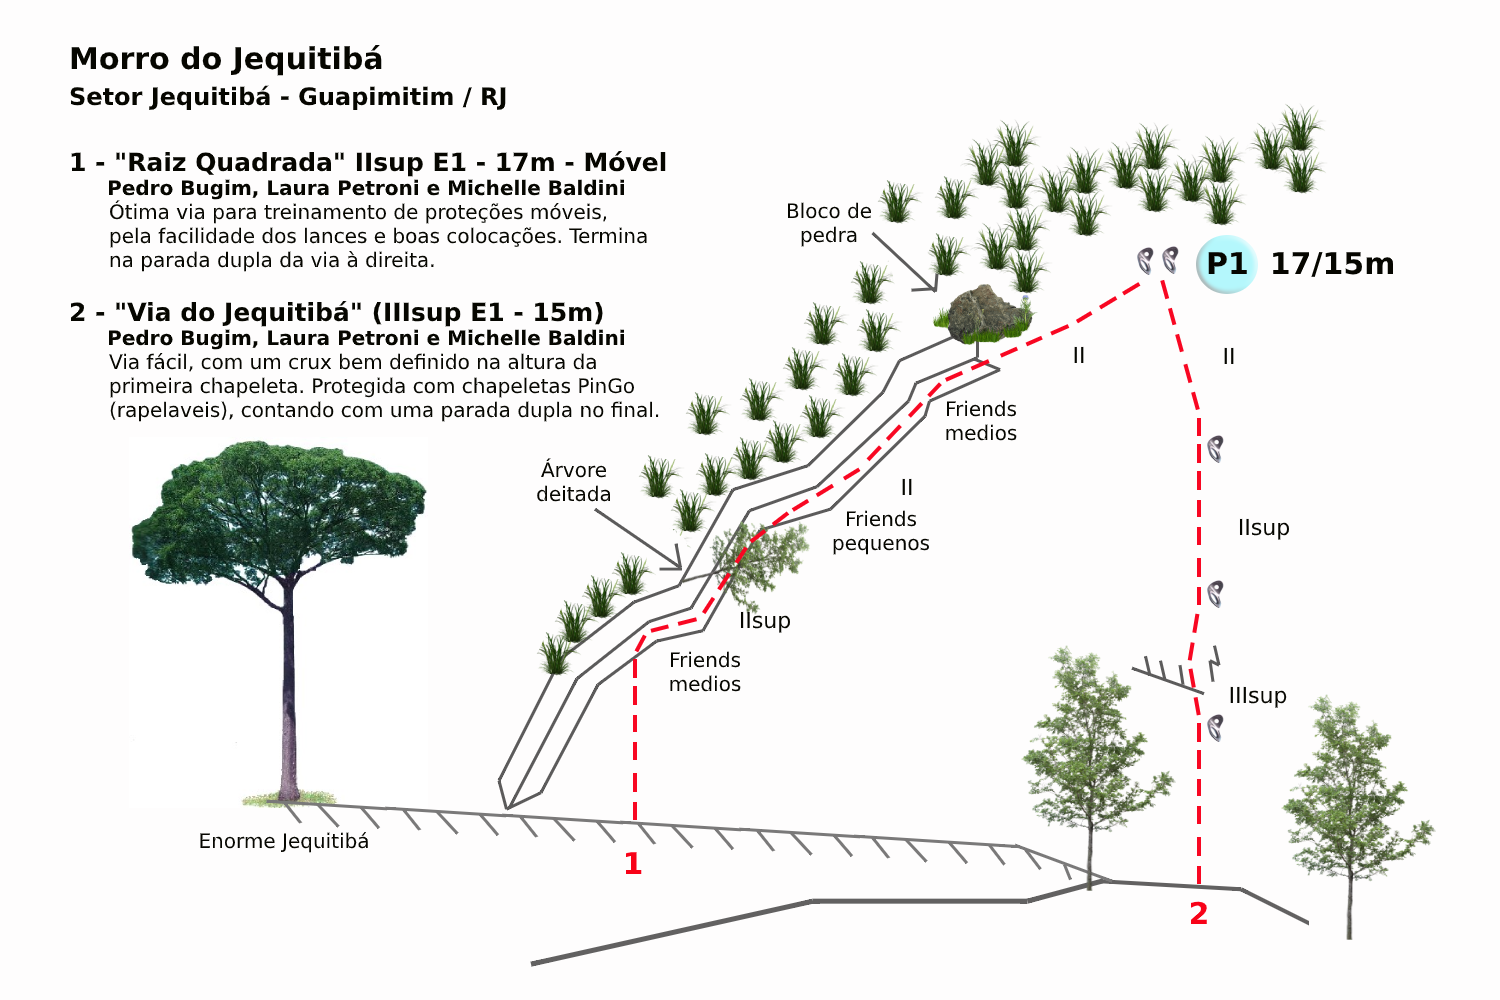 Morro do Jequitibá
Setor Jequitibá - Guapimitim / RJ
1 - "Raiz Quadrada" IIsup E1 - 17m - Móvel
Pedro Bugim, Laura Petroni e Michelle Baldini
Ótima via para treinamento de proteções móveis,
pela facilidade dos lances e boas colocações. Termina
na parada dupla da via à direita.
2 - "Via do Jequitibá" (IIIsup E1 - 15m)
Pedro Bugim, Laura Petroni e Michelle Baldini
Via fácil, com um crux bem definido na altura da
primeira chapeleta. Protegida com chapeletas PinGo
(rapelaveis), contando com uma parada dupla no final.
Bloco de
pedra
P1 17/15m
II
II
Friends
medios
Árvore
deitada
II
Friends
pequenos
IIsup
IIsup
Friends
medios
IIIsup
Enorme Jequitibá
1
2